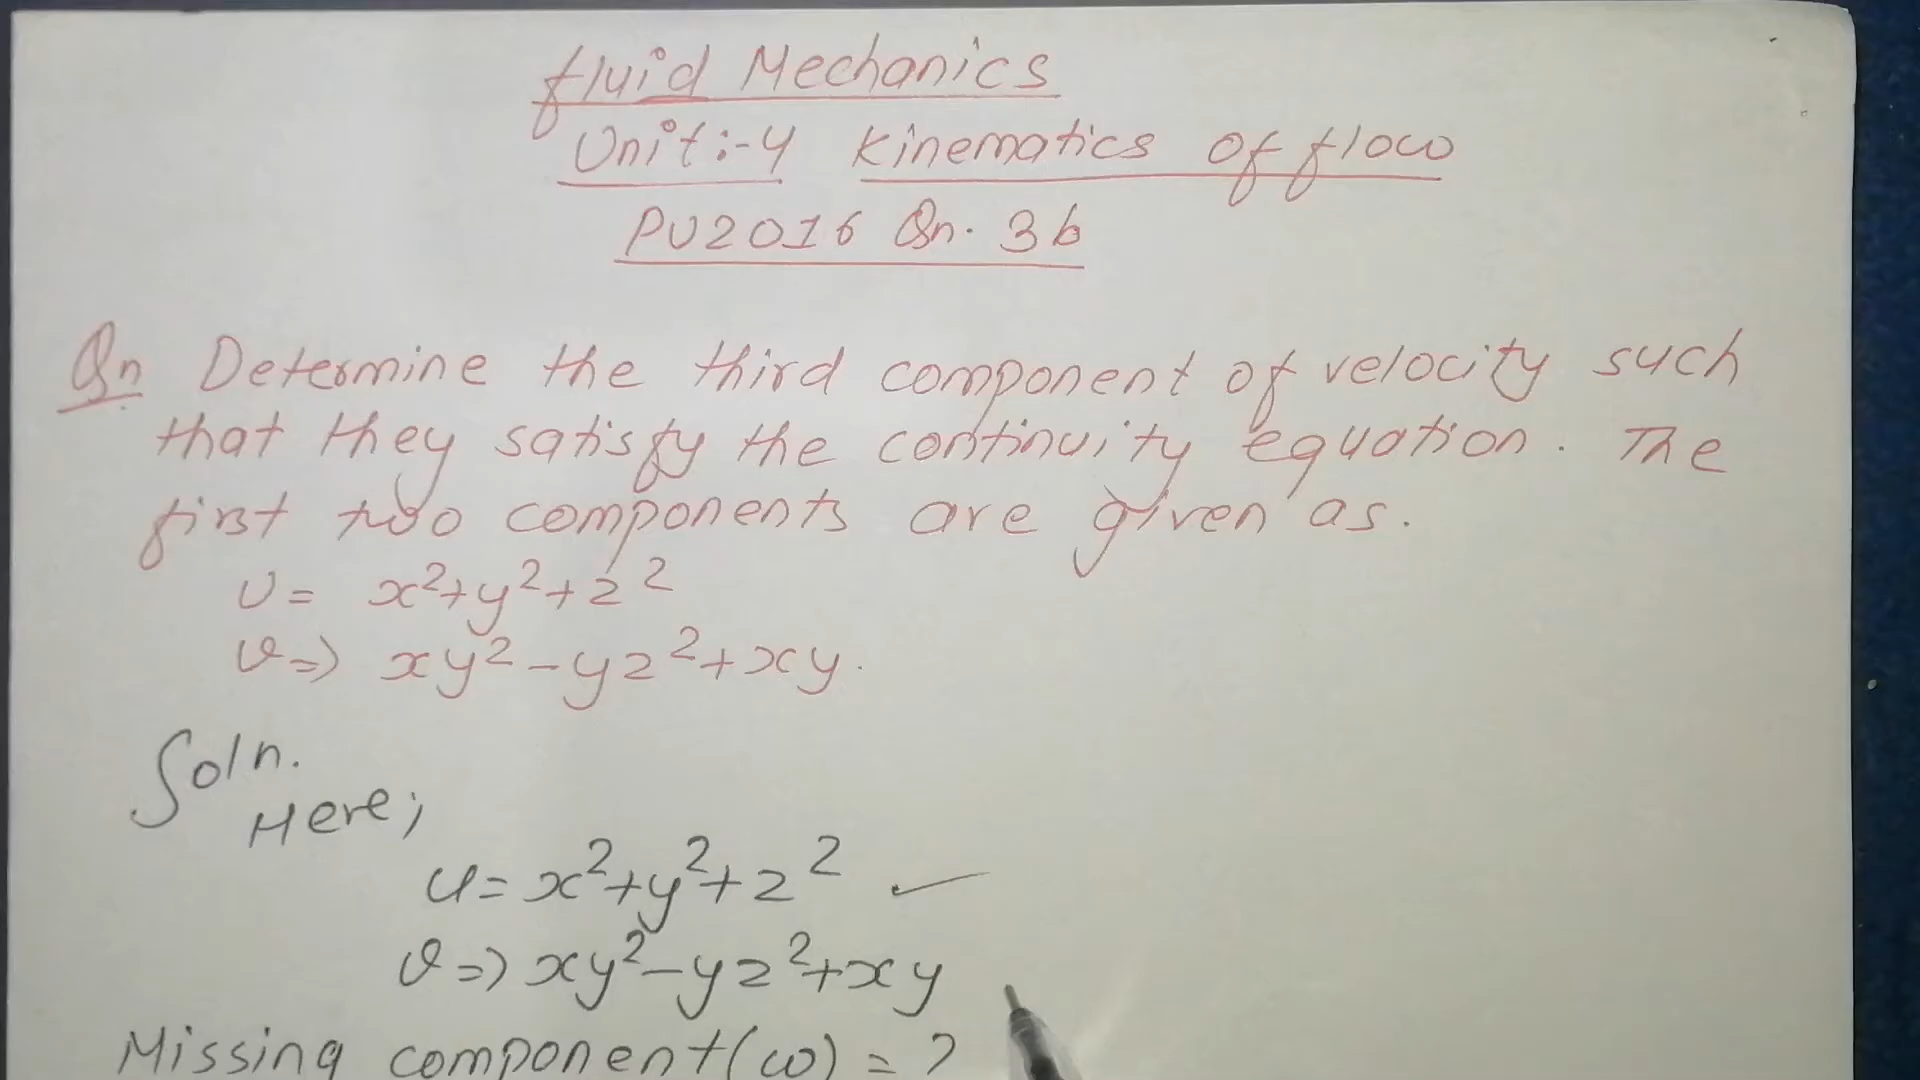 Fluid Mechanics
Unit:-4 Kinematics of flow
PU2016 Qn. 3b
Qn Determine the third component of velocity such
that they satisfy the continuity equation. The
first two components are given as.
U = x²+y²+z²
v=> xy²-yz²+xy.
Soln.
Here;
u= x²+y²+z² ✓
v=> xy²-yz²+xy
Missing component(w) = ?